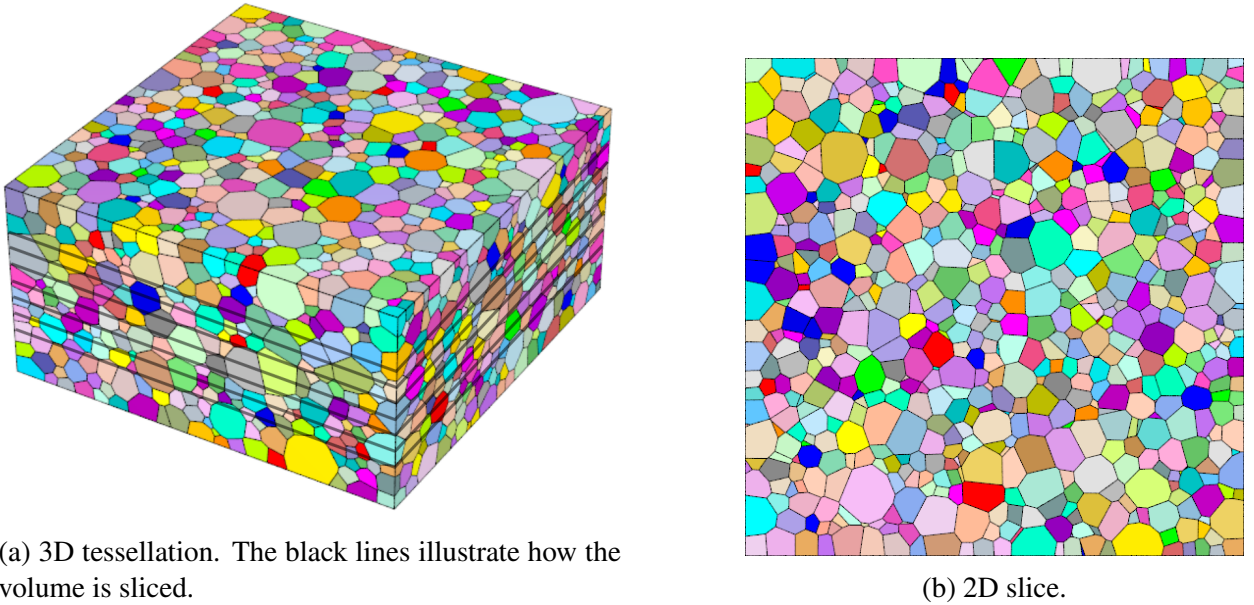 (a) 3D tessellation. The black lines illustrate how the
volume is sliced.
(b) 2D slice.